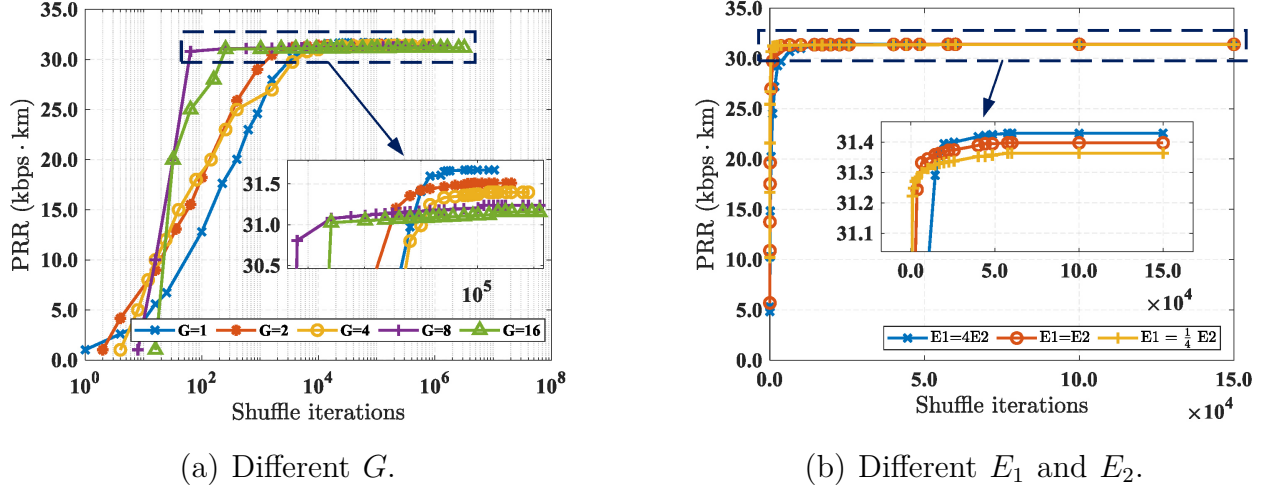 35.0
30.0
25.0
20.0
15.0
10.0
5.0
0.0
PRR (kbps · km)
31.5
31.0
30.5
10^5
G=1 G=2 G=4 G=8 G=16
10^0 10^2 10^4 10^6 10^8
Shuffle iterations
(a) Different G.
35.0
30.0
25.0
20.0
15.0
10.0
5.0
0.0
PRR (kbps · km)
31.4
31.3
31.2
31.1
0.0 5.0 10.0 15.0
×10^4
E1=4E2 E1=E2 E1 = 1/4 E2
0.0 5.0 10.0 15.0
Shuffle iterations ×10^4
(b) Different E_1 and E_2.